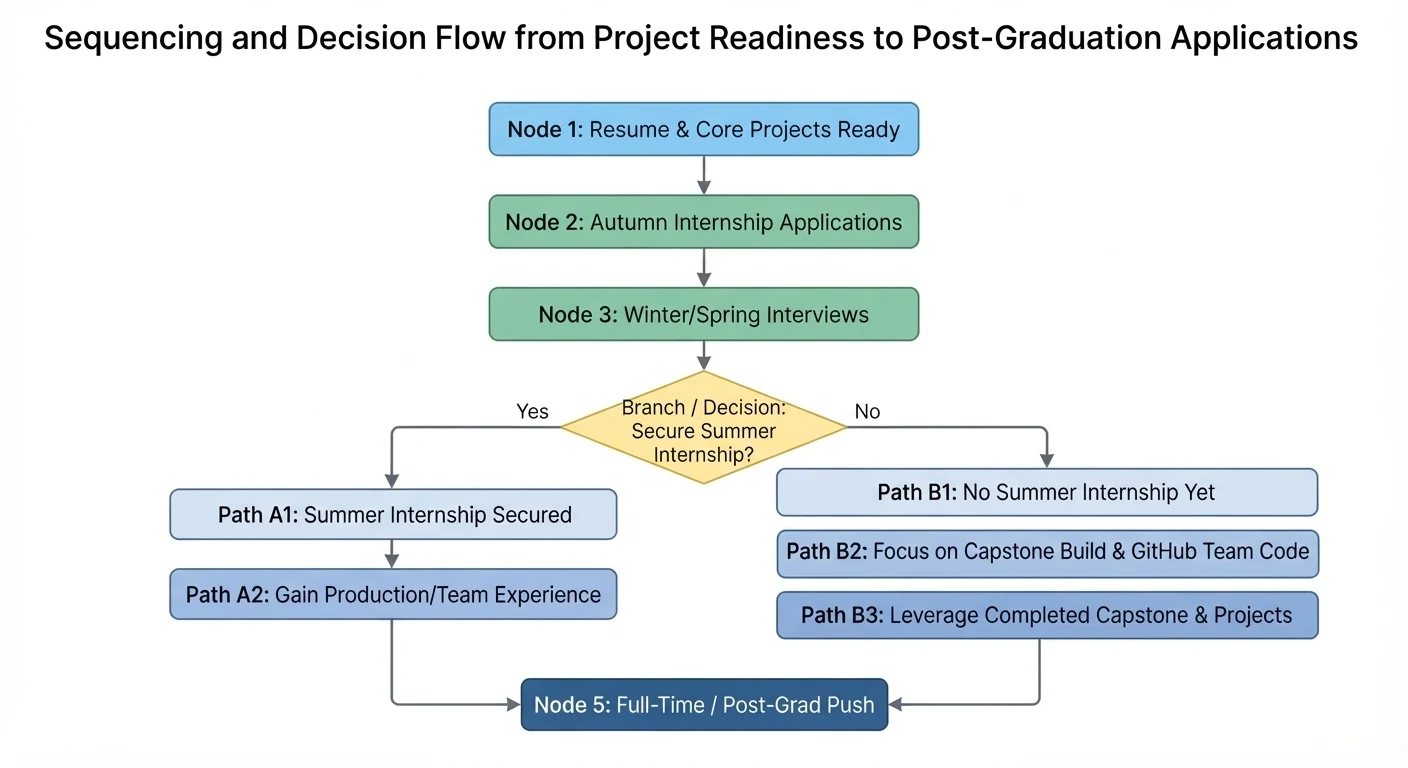 Sequencing and Decision Flow from Project Readiness to Post-Graduation Applications
Node 1: Resume & Core Projects Ready
Node 2: Autumn Internship Applications
Node 3: Winter/Spring Interviews
Branch / Decision:
Secure Summer
Internship?
Yes
No
Path A1: Summer Internship Secured
Path A2: Gain Production/Team Experience
Path B1: No Summer Internship Yet
Path B2: Focus on Capstone Build & GitHub Team Code
Path B3: Leverage Completed Capstone & Projects
Node 5: Full-Time / Post-Grad Push